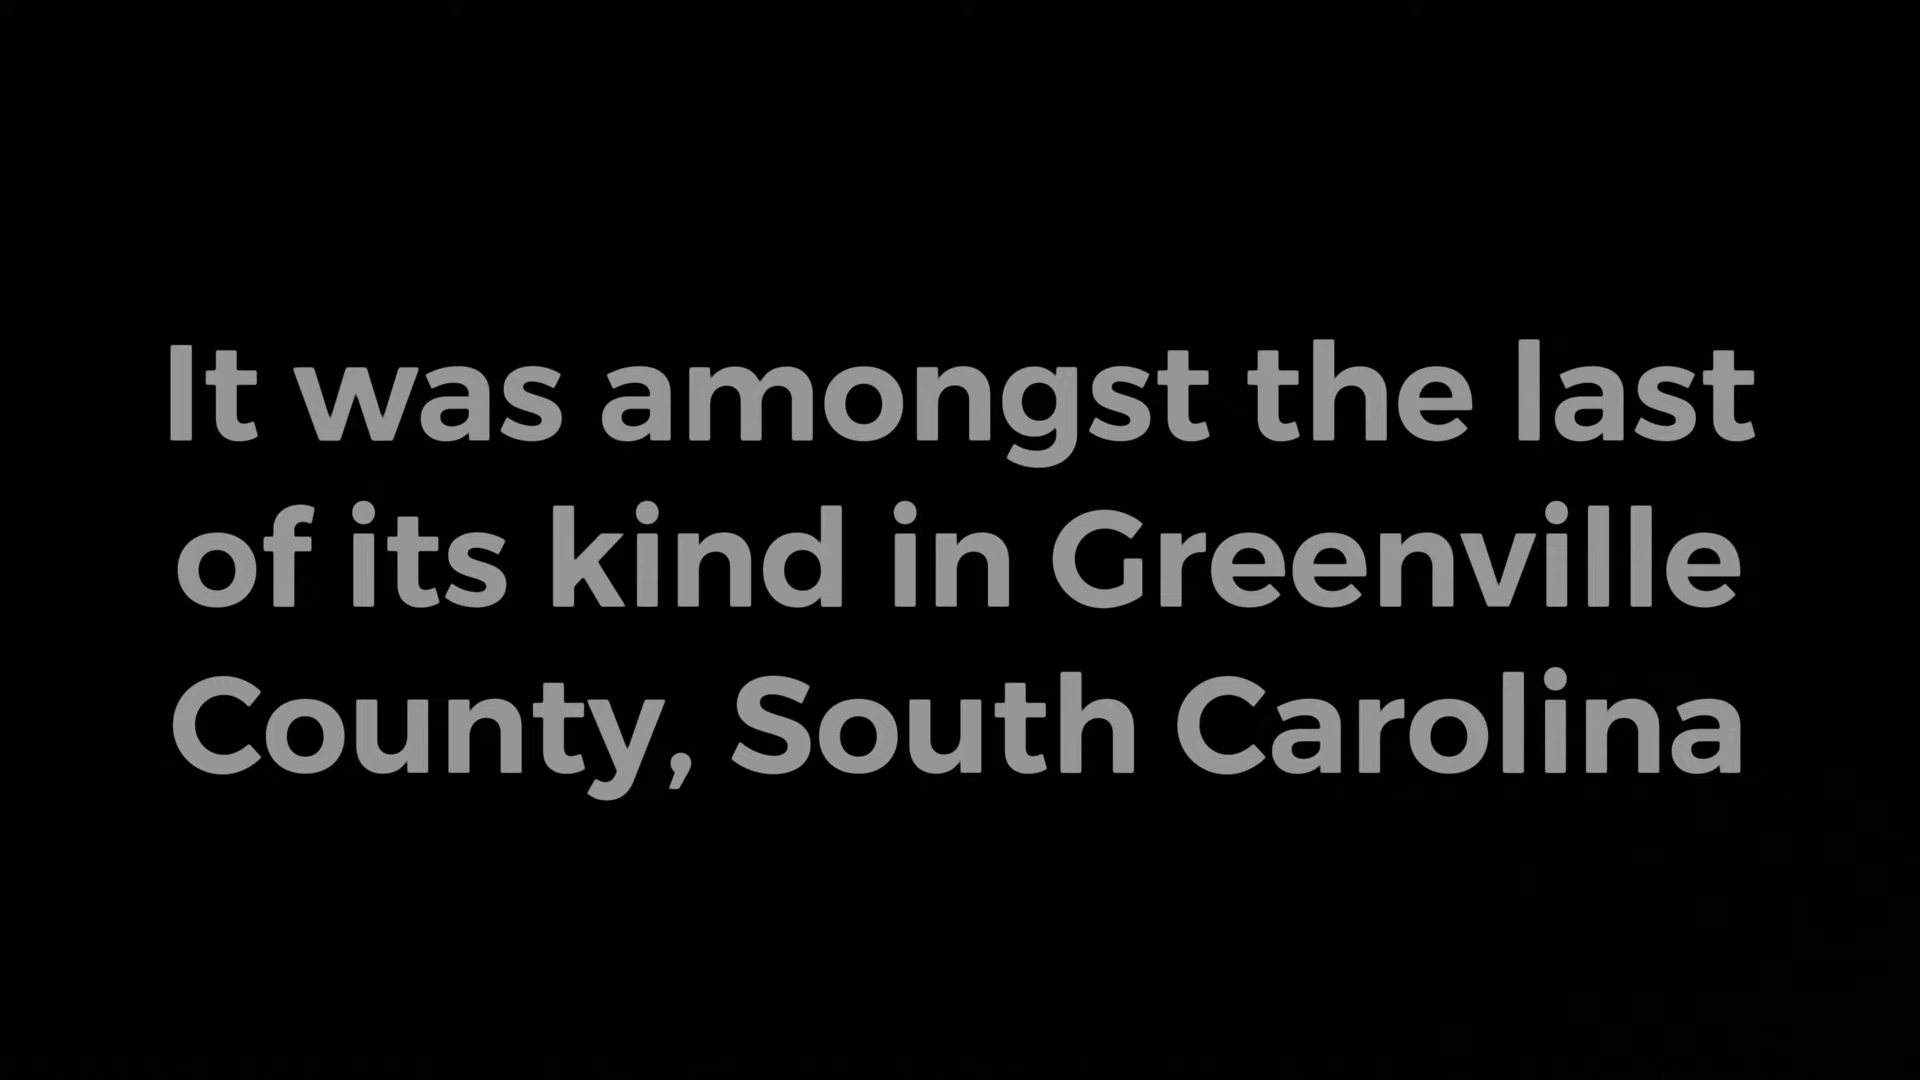 It was amongst the last
of its kind in Greenville
County, South Carolina